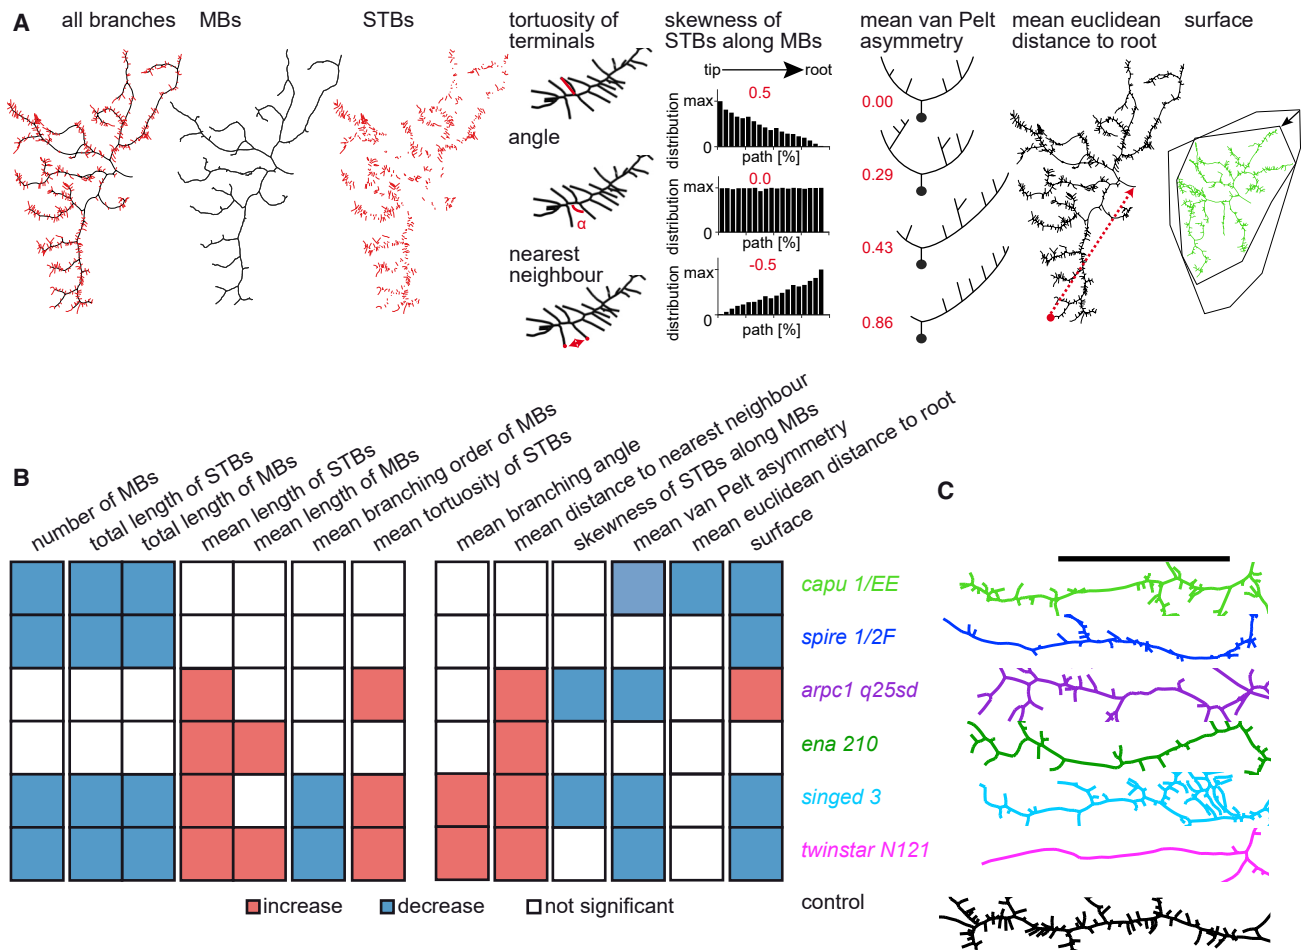 A
all branches
MBs
STBs
tortuosity of
terminals
angle
α
nearest
neighbour
skewness of
STBs along MBs
tip
root
max
0
distribution
0.5
path [%]
max
0
distribution
0.0
path [%]
max
0
distribution
-0.5
path [%]
mean van Pelt
asymmetry
0.00
0.29
0.43
0.86
mean euclidean
distance to root
surface
B
number of MBs
total length of STBs
total length of MBs
mean length of STBs
mean length of MBs
mean branching order of MBs
mean tortuosity of STBs
mean branching angle
mean distance to nearest neighbour
skewness of STBs along MBs
mean van Pelt asymmetry
mean euclidean distance to root
surface
capu 1/EE
spire 1/2F
arpc1 q25sd
ena 210
singed 3
twinstar N121
control
increase
decrease
not significant
C